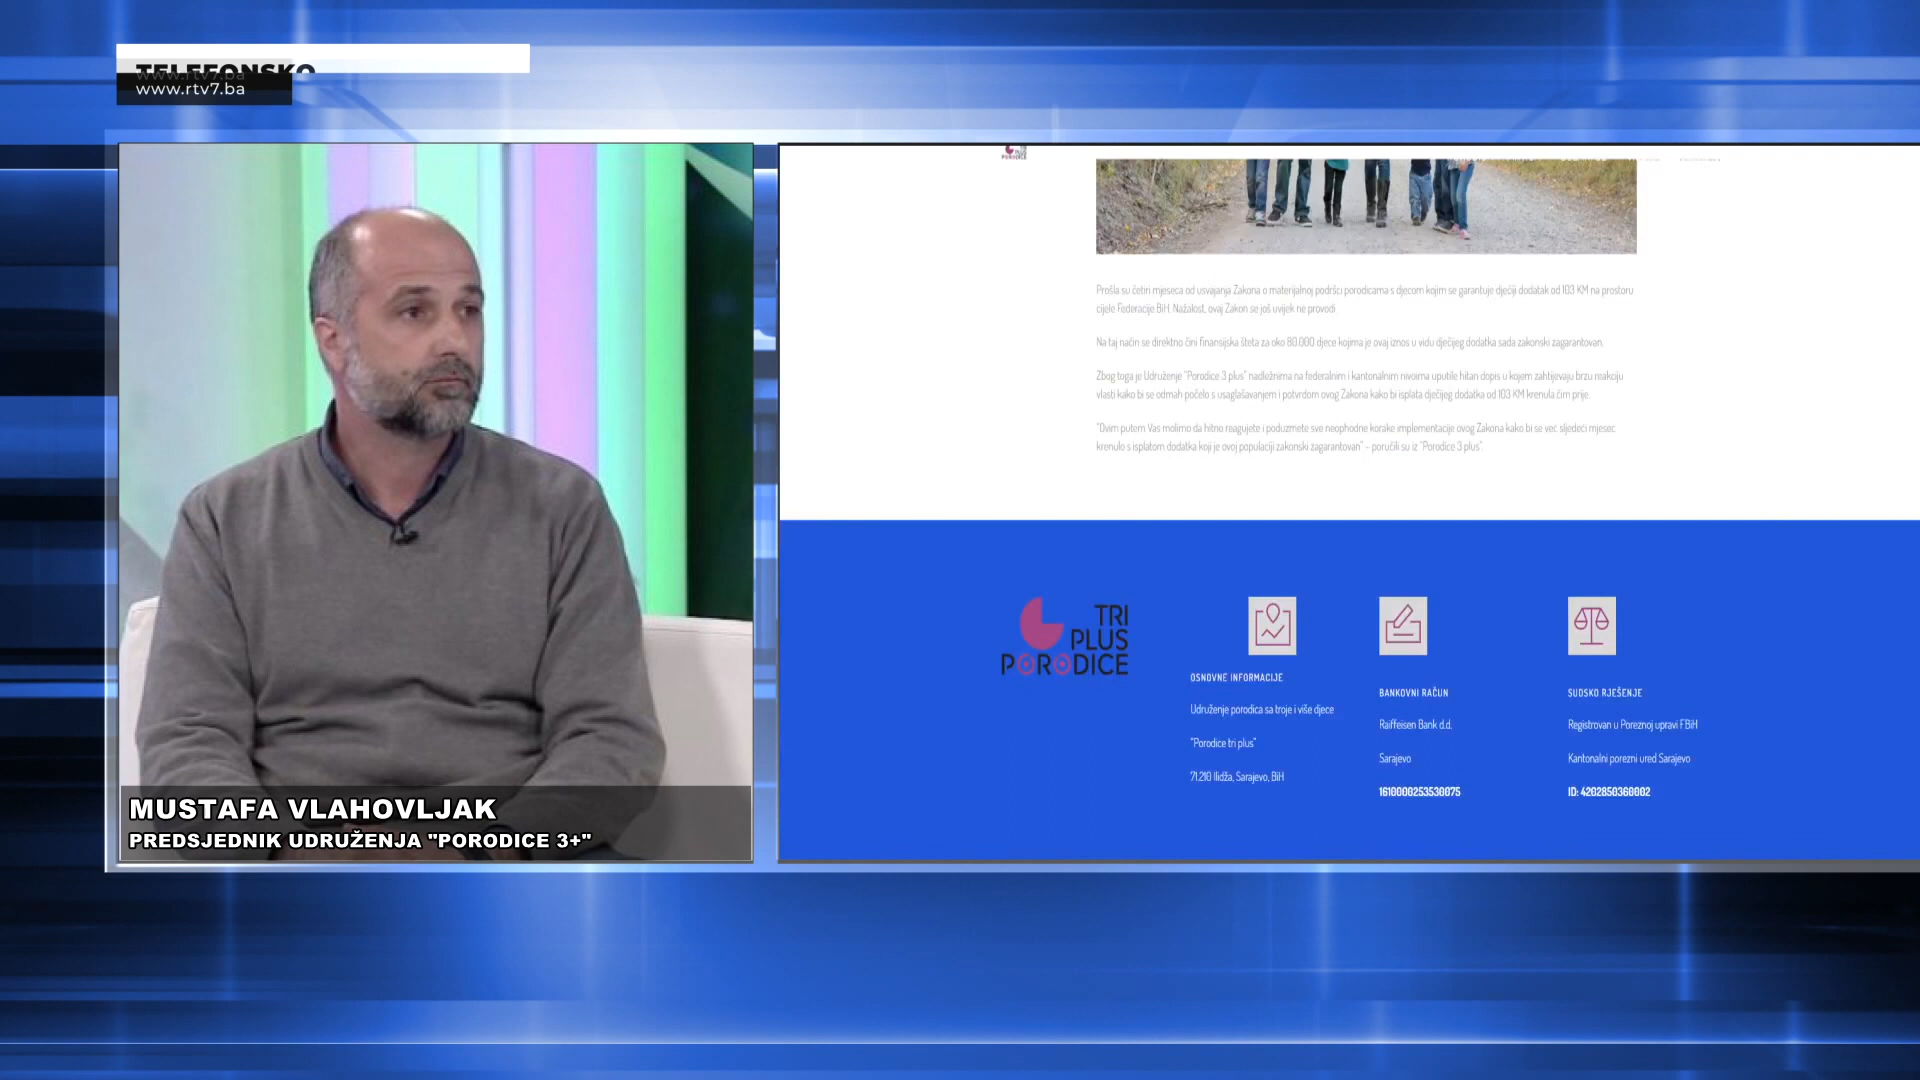 TELEFONSKO
www.rtv7.ba
www.rtv7.ba
Prošla su četiri mjeseca od usvajanja Zakona o materijalnoj podršci porodicama s djecom kojim se garantuje dječiji dodatak od 103 KM na prostoru
cijele Federacije BiH. Nažalost, ovaj Zakon se još uvijek ne provodi.
Na taj način se direktno čini finansijska šteta za oko 80.000 djece kojima je ovaj iznos u vidu dječijeg dodatka sada zakonski zagarantovan.
Zbog toga je Udruženje "Porodice 3 plus" nadležnima na federalnim i kantonalnim nivoima uputile hitan dopis u kojem zahtijevaju brzu reakciju
vlasti kako bi se odmah počelo s usaglašavanjem i potvrdom ovog Zakona kako bi isplata dječijeg dodatka od 103 KM krenula čim prije.
"Ovim putem Vas molimo da hitno reagujete i poduzmete sve neophodne korake implementacije ovog Zakona kako bi se već sljedeći mjesec
krenulo s isplatom dodatka koji je ovoj populaciji zakonski zagarantovan" - poručili su iz "Porodice 3 plus".
TRI
PLUS
PORODICE
OSNOVNE INFORMACIJE
Udruženje porodica sa troje i više djece
"Porodice tri plus"
71.210 Ilidža, Sarajevo, BiH
BANKOVNI RAČUN
Raiffeisen Bank d.d.
Sarajevo
1610000253530075
SUDSKO RJEŠENJE
Registrovan u Poreznoj upravi FBiH
Kantonalni porezni ured Sarajevo
ID: 4202850360002
MUSTAFA VLAHOVLJAK
PREDSJEDNIK UDRUŽENJA "PORODICE 3+"